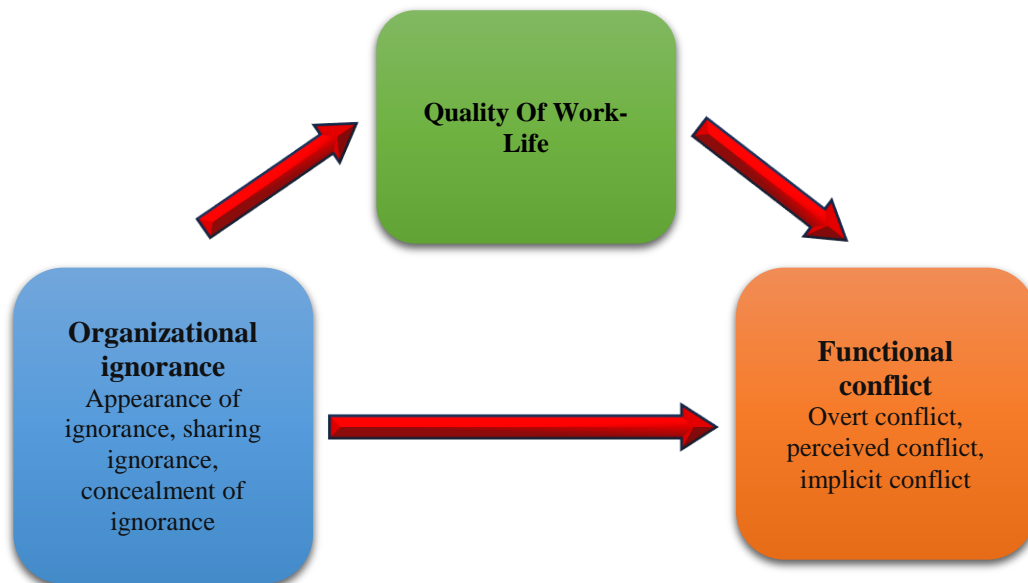 Quality Of Work-
Life
Organizational
ignorance
Appearance of
ignorance, sharing
ignorance,
concealment of
ignorance
Functional
conflict
Overt conflict,
perceived conflict,
implicit conflict